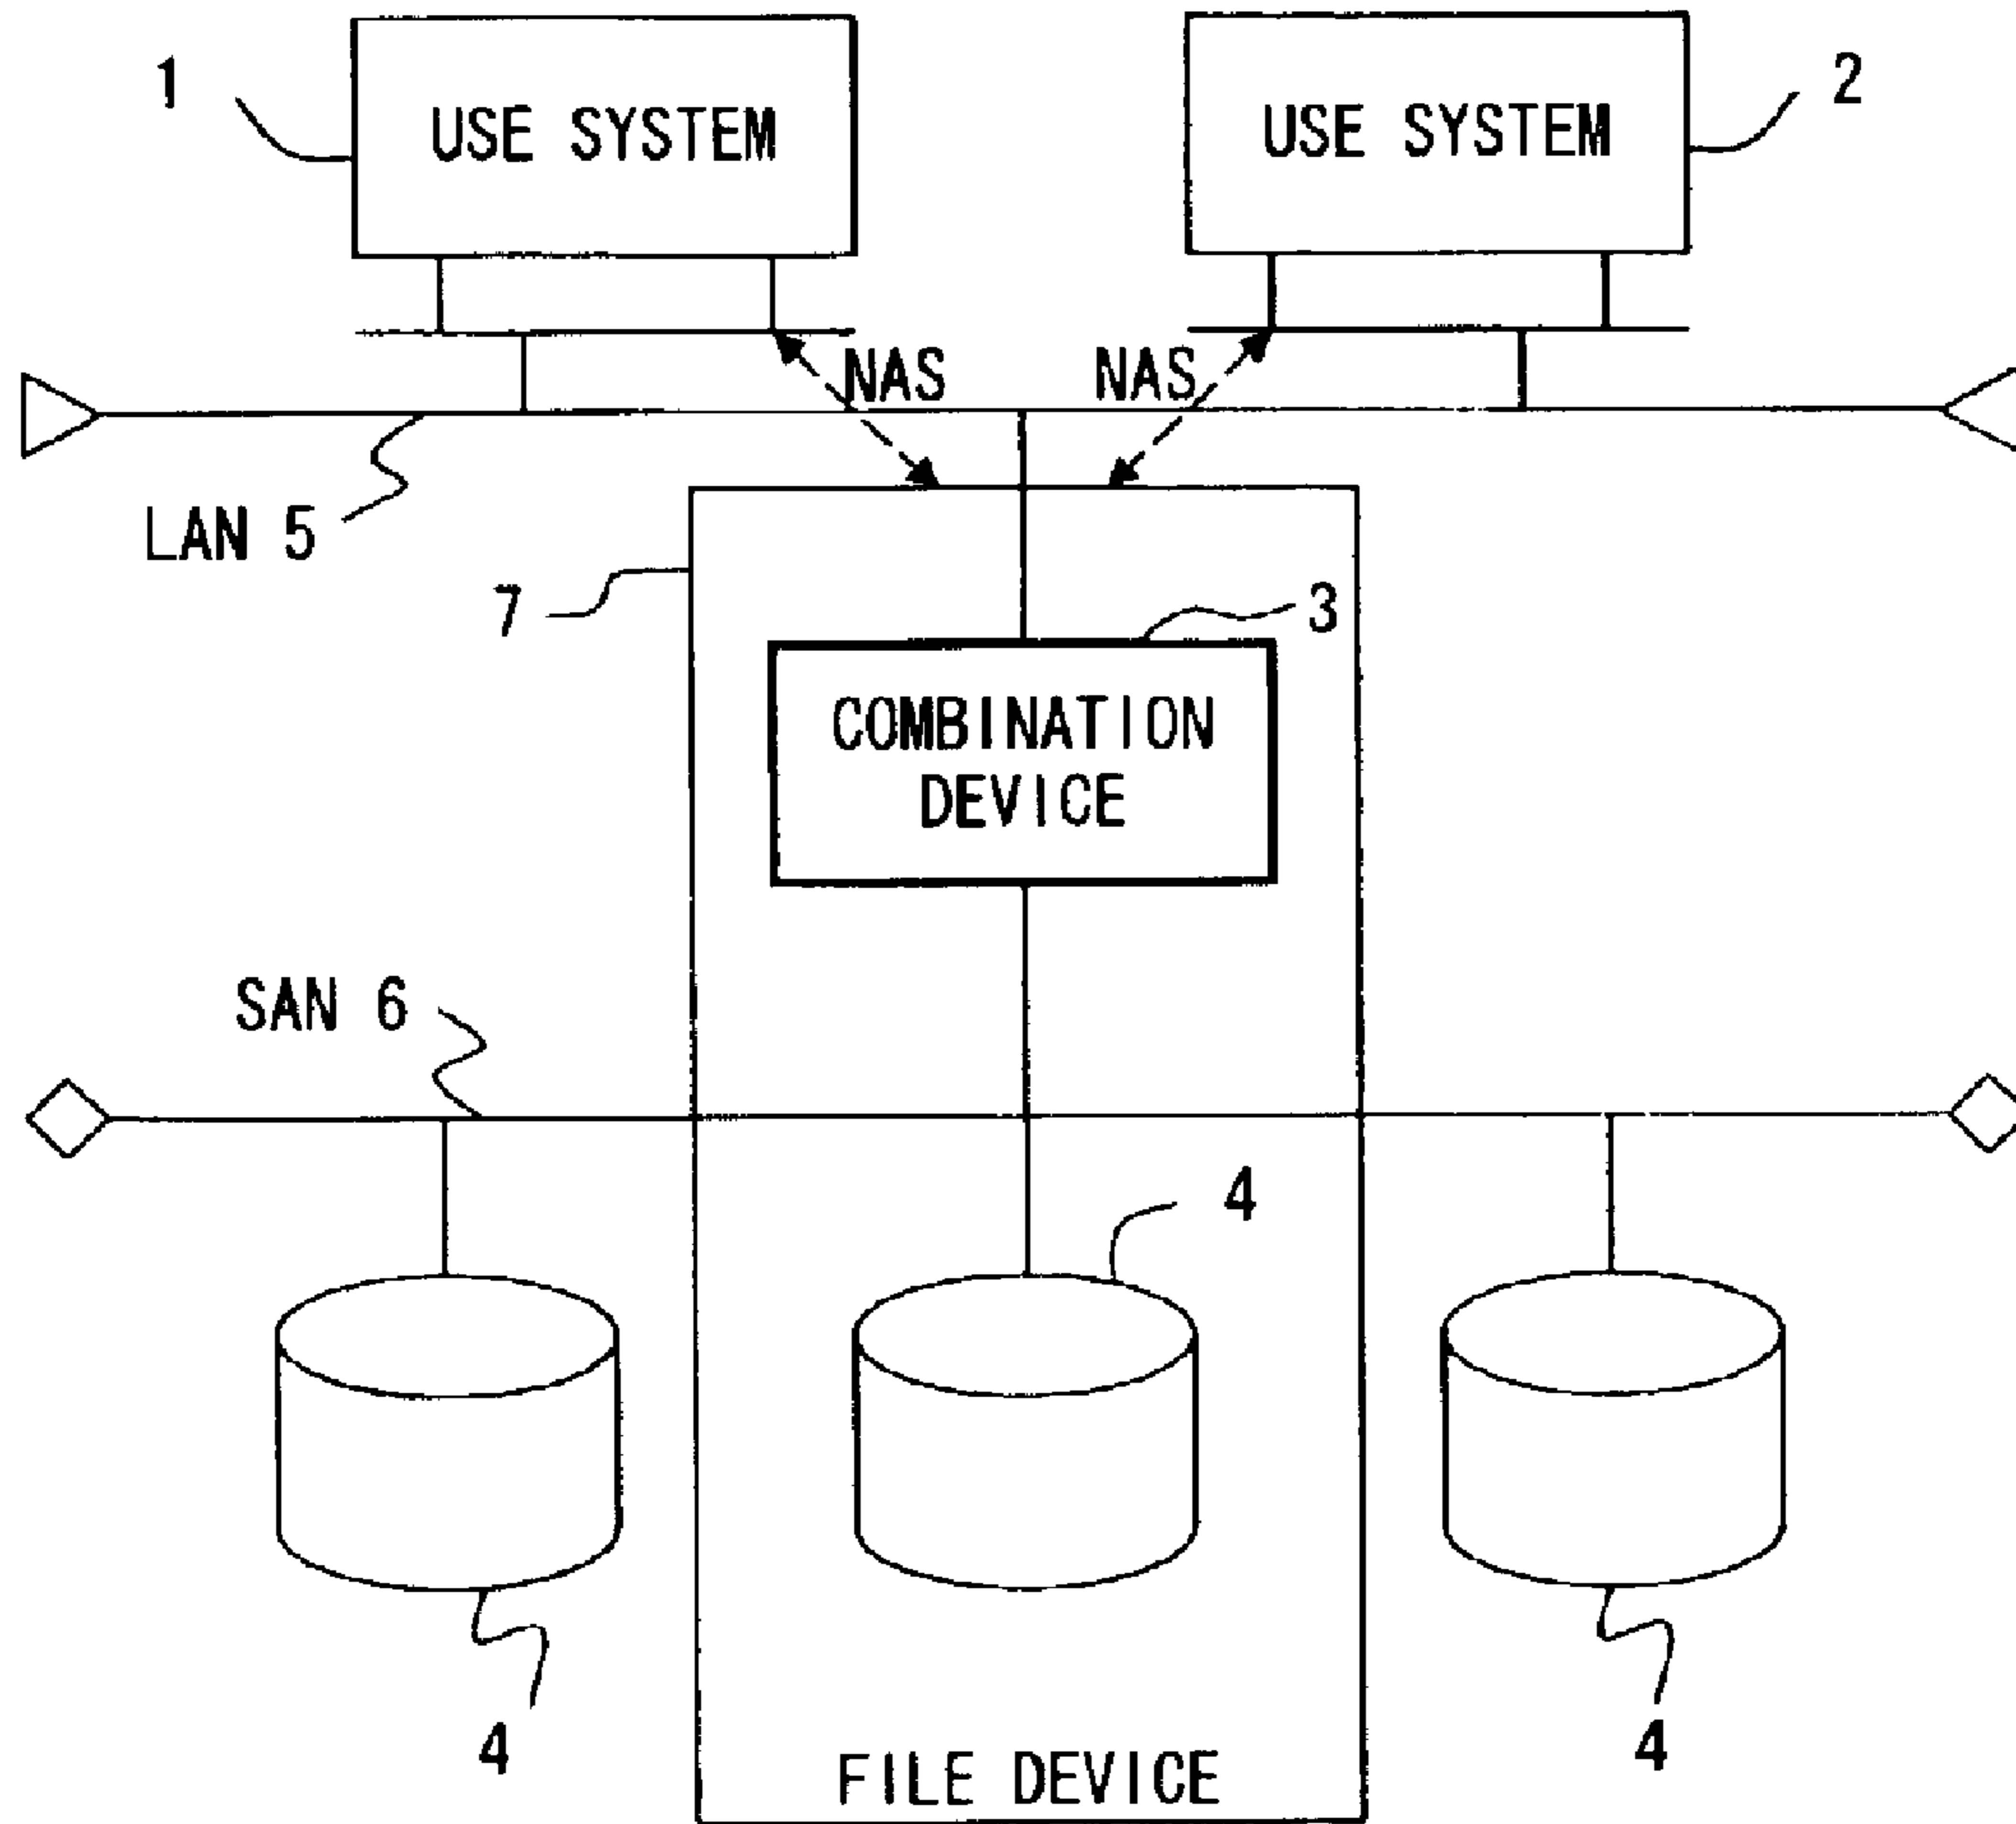 1
USE SYSTEM
USE SYSTEM
2
NAS
NAS
LAN 5
7
3
COMBINATION
DEVICE
SAN 6
4
4
4
FILE DEVICE